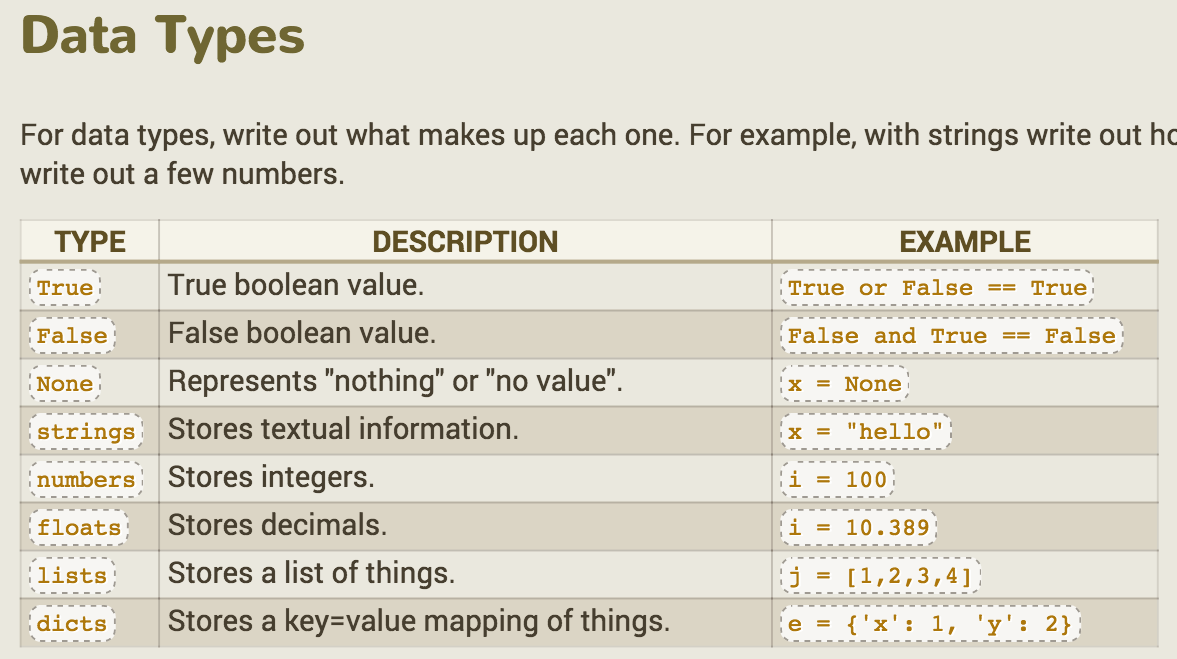 Data Types
For data types, write out what makes up each one. For example, with strings write out
write out a few numbers.
TYPE DESCRIPTION EXAMPLE
True True boolean value. True or False == True
False False boolean value. False and True == False
None Represents "nothing" or "no value". x = None
strings Stores textual information. x = "hello"
numbers Stores integers. i = 100
floats Stores decimals. i = 10.389
lists Stores a list of things. j = [1,2,3,4]
dicts Stores a key=value mapping of things. e = {'x': 1, 'y': 2}